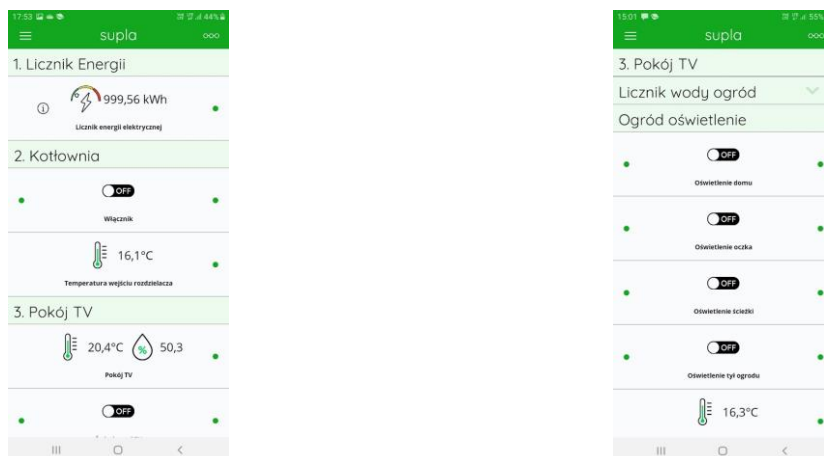 17:53 44%
supla
1. Licznik Energii
999,56 kWh
Licznik energii elektrycznej
2. Kotłownia
OFF
Włącznik
16,1°C
Temperatura wejściu rozdzielacza
3. Pokój TV
20,4°C % 50,3
Pokój TV
OFF
15:01 55%
supla
3. Pokój TV
Licznik wody ogród
Ogród oświetlenie
OFF
Oświetlenie domu
OFF
Oświetlenie oczka
OFF
Oświetlenie ścieżki
OFF
Oświetlenie tył ogrodu
16,3°C